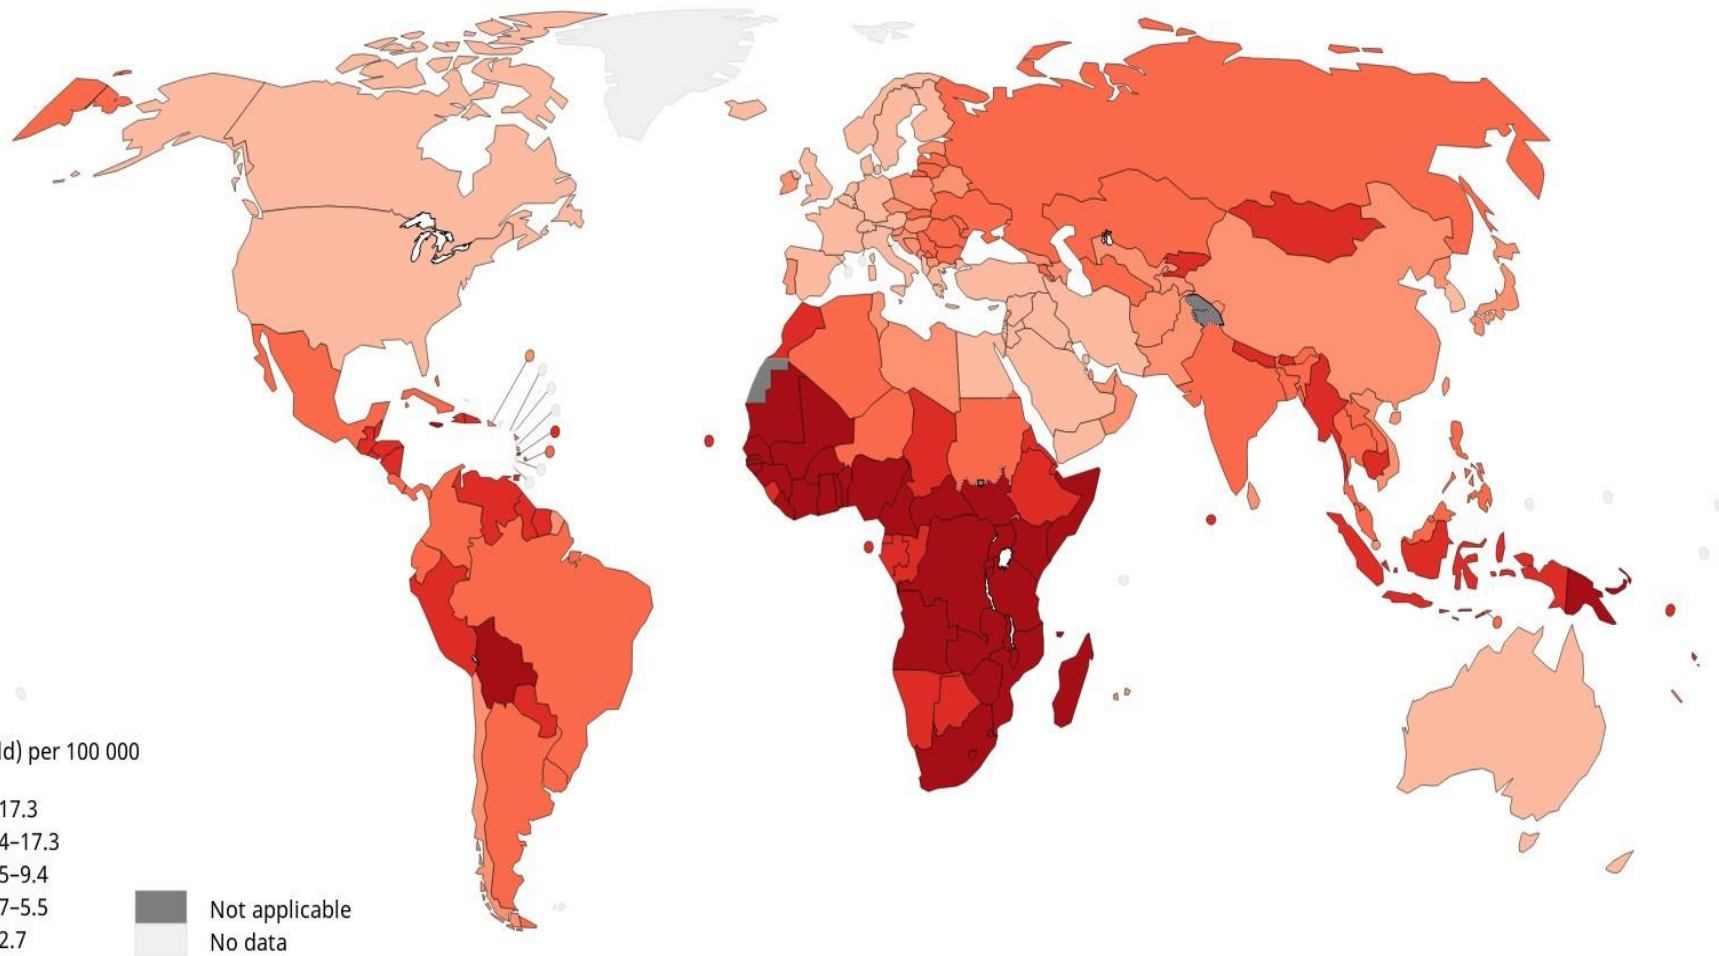 ld) per 100 000
17.3
4–17.3
5–9.4
7–5.5
2.7
Not applicable
No data